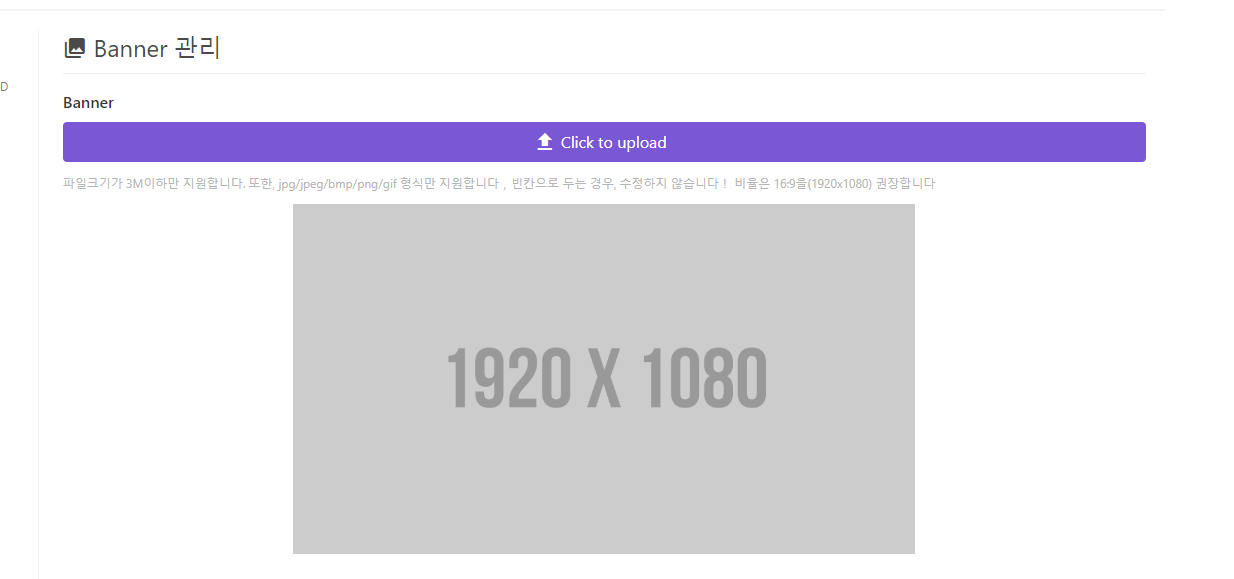 Banner 관리
D
Banner
Click to upload
파일크기가 3M이하만 지원합니다. 또한, jpg/jpeg/bmp/png/gif 형식만 지원합니다 , 빈칸으로 두는 경우, 수정하지 않습니다 ! 비율은 16:9을(1920x1080) 권장합니다
1920 X 1080